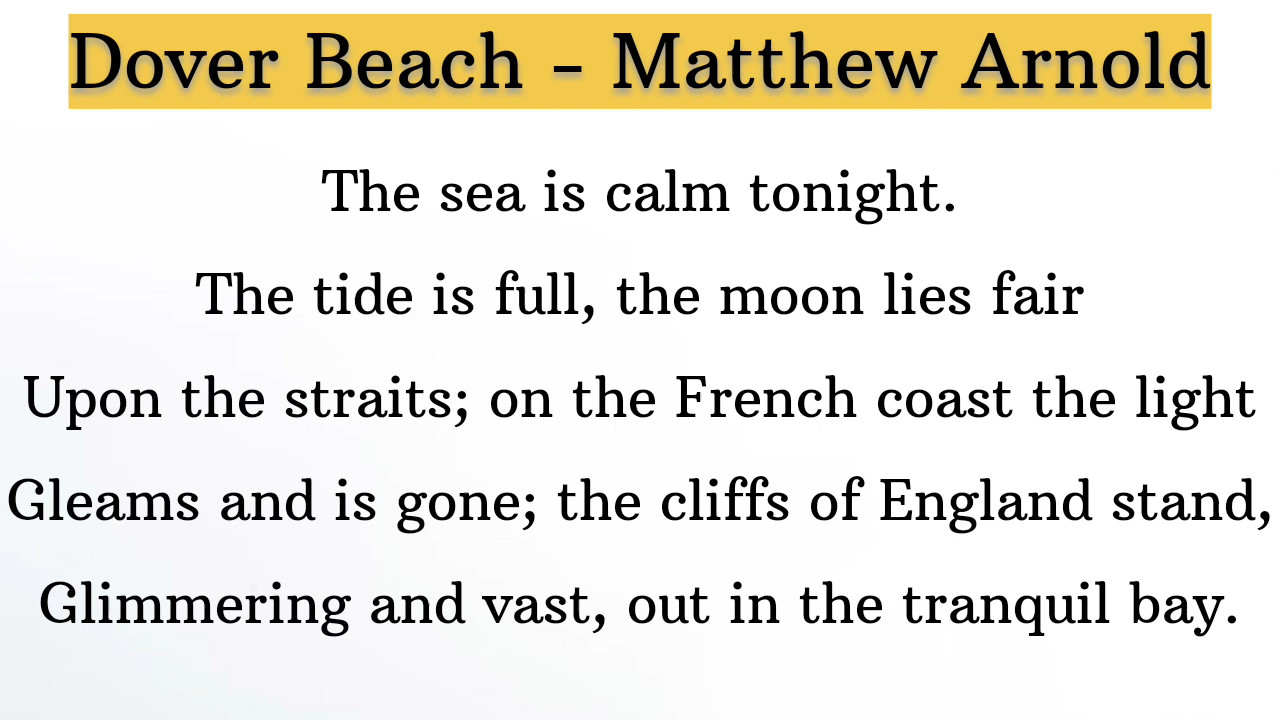 Dover Beach - Matthew Arnold
The sea is calm tonight.
The tide is full, the moon lies fair
Upon the straits; on the French coast the light
Gleams and is gone; the cliffs of England stand,
Glimmering and vast, out in the tranquil bay.